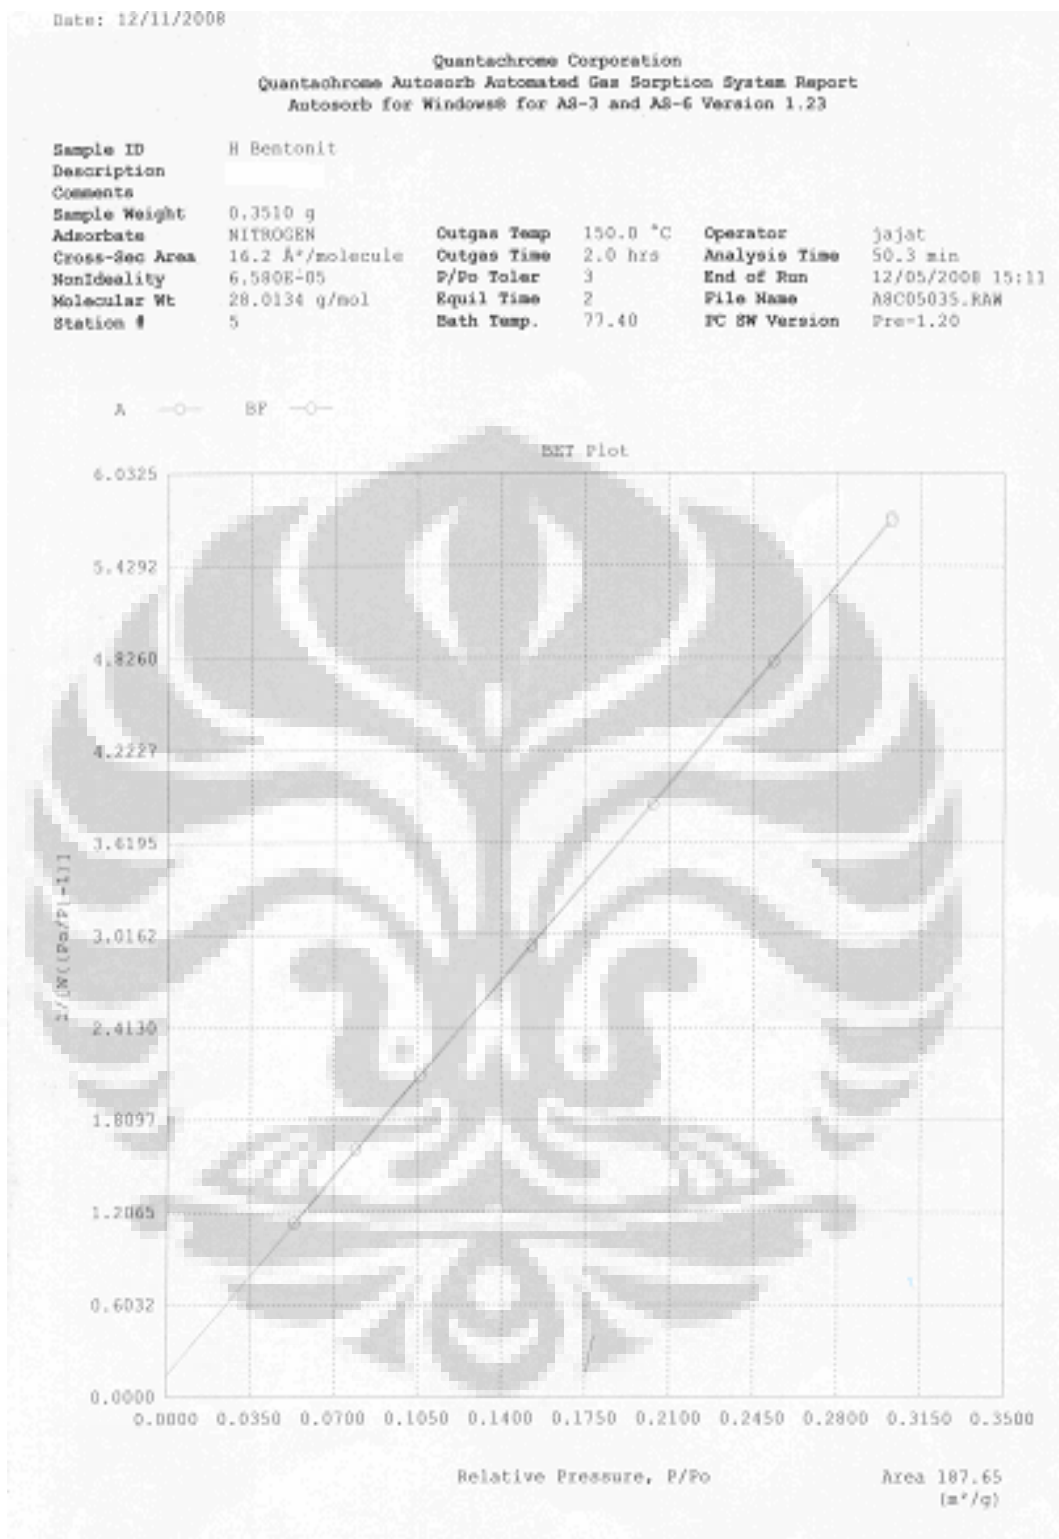 Date: 12/11/2008
Quantachrome Corporation
Quantachrome Autosorb Automated Gas Sorption System Report
Autosorb for Windows® for AS-3 and AS-6 Version 1.23
Sample ID H Bentonit
Description
Comments
Sample Weight 0.3510 g
Adsorbate NITROGEN Outgas Temp 150.0 °C Operator jajat
Cross-Sec Area 16.2 Å²/molecule Outgas Time 2.0 hrs Analysis Time 50.3 min
NonIdeality 6.580E-05 P/Po Toler 3 End of Run 12/05/2008 15:11
Molecular Wt 28.0134 g/mol Equil Time 2 File Name A8C05035.RAW
Station # 5 Bath Temp. 77.40 PC SW Version Pre-1.20
A BF
BET Plot
6.0325
5.4292
4.8260
4.2227
3.6195
3.0162
2.4130
1.8097
1.2065
0.6032
0.0000
1/[W((Po/P)-1)]
0.0000 0.0350 0.0700 0.1050 0.1400 0.1750 0.2100 0.2450 0.2800 0.3150 0.3500
Relative Pressure, P/Po
Area 187.65
(m²/g)